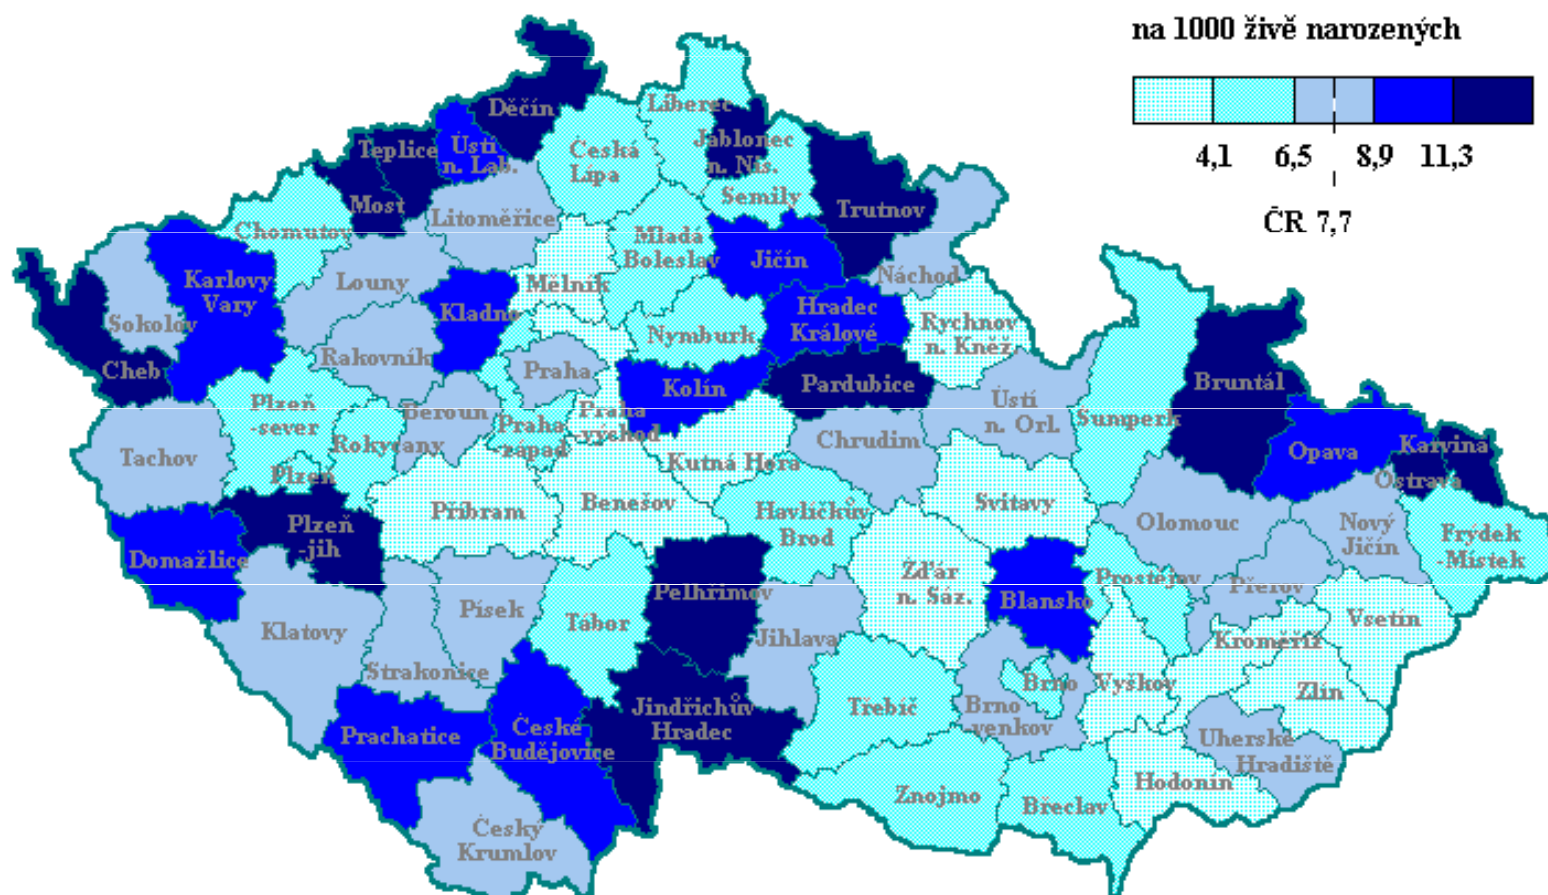 na 1000 živě narozených
4,1 6,5 8,9 11,3
ČR 7,7
Děčín
Liberec
Teplice
Ústí
n. Lab.
Česká
Lípa
Jablonec
n. Nis.
Semily
Most
Litoměřice
Trutnov
Chomutov
Mladá
Boleslav
Jičín
Náchod
Karlovy
Vary
Louny
Mělník
Sokolov
Kladno
Hradec
Králové
Rychnov
n. Kněž.
Nymburk
Rakovník
Cheb
Praha
Kolín
Pardubice
Bruntál
Plzeň
-sever
Beroun
Praha
-západ
Praha
-východ
Ústí
n. Orl.
Šumperk
Rokycany
Chrudim
Tachov
Opava
Karvina
Ostrava
Plzeň
Kutná Hora
Příbram
Benešov
Havlíčkův
Brod
Svitavy
Olomouc
Nový
Jičín
Frýdek
-Místek
Plzeň
-jih
Domažlice
Žďár
n. Sáz.
Prostějov
Přerov
Pelhřimov
Blansko
Písek
Tábor
Klatovy
Jihlava
Vsetín
Kroměříž
Strakonice
Brno
Vyškov
Zlín
Jindřichův
Hradec
Třebíč
Brno
venkov
Prachatice
České
Budějovice
Uherské
Hradiště
Hodonín
Znojmo
Břeclav
Český
Krumlov